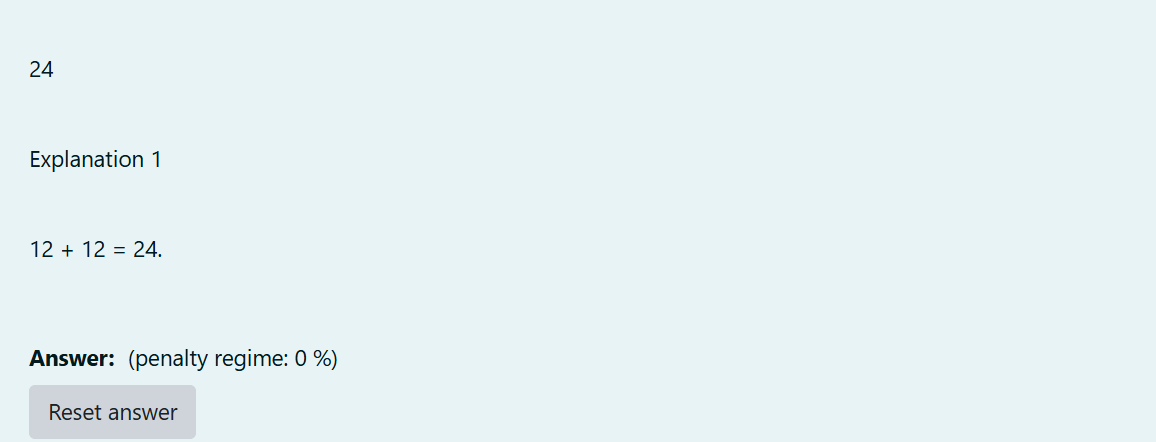 24
Explanation 1
12 + 12 = 24.
Answer: (penalty regime: 0 %)
Reset answer